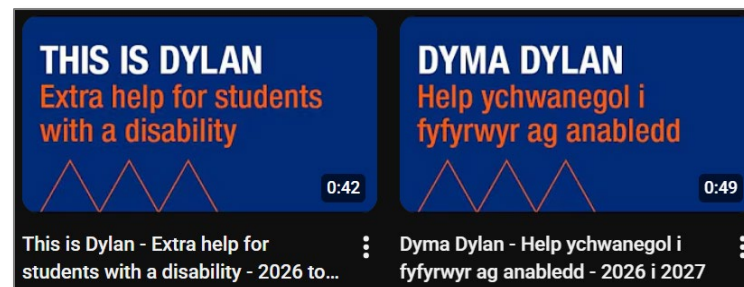 THIS IS DYLAN
Extra help for students
with a disability
0:42
This is Dylan - Extra help for
students with a disability - 2026 to...
DYMA DYLAN
Help ychwanegol i
fyfyrwyr ag anabledd
0:49
Dyma Dylan - Help ychwanegol i
fyfyrwyr ag anabledd - 2026 i 2027